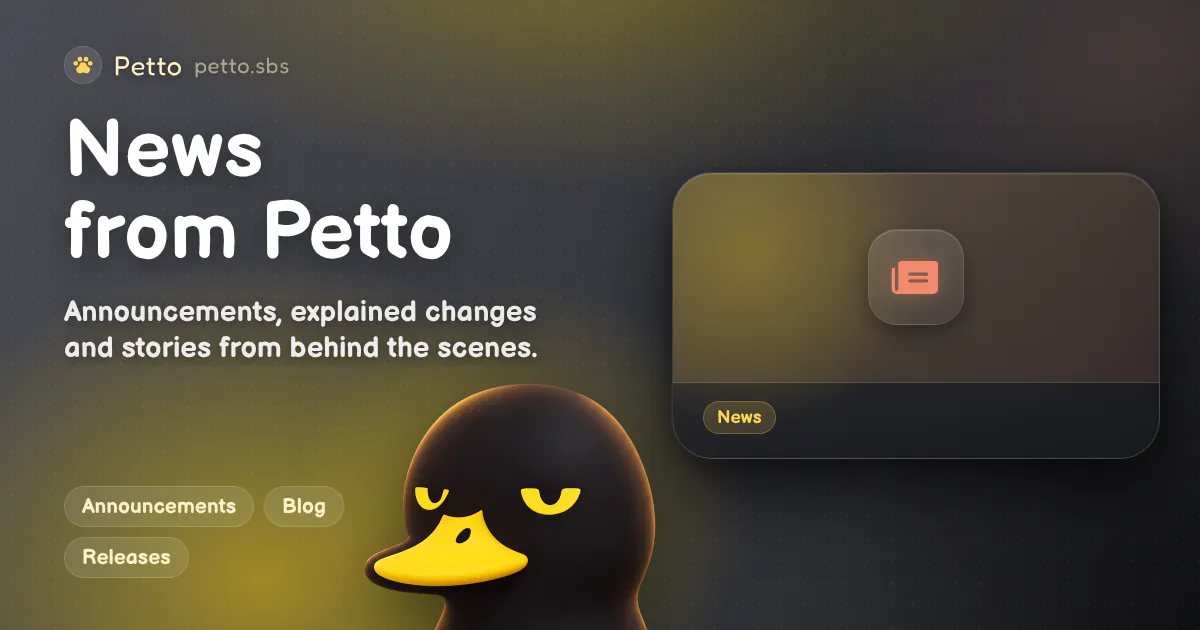 Petto petto.sbs
News
from Petto
Announcements, explained changes
and stories from behind the scenes.
Announcements Blog
Releases
News